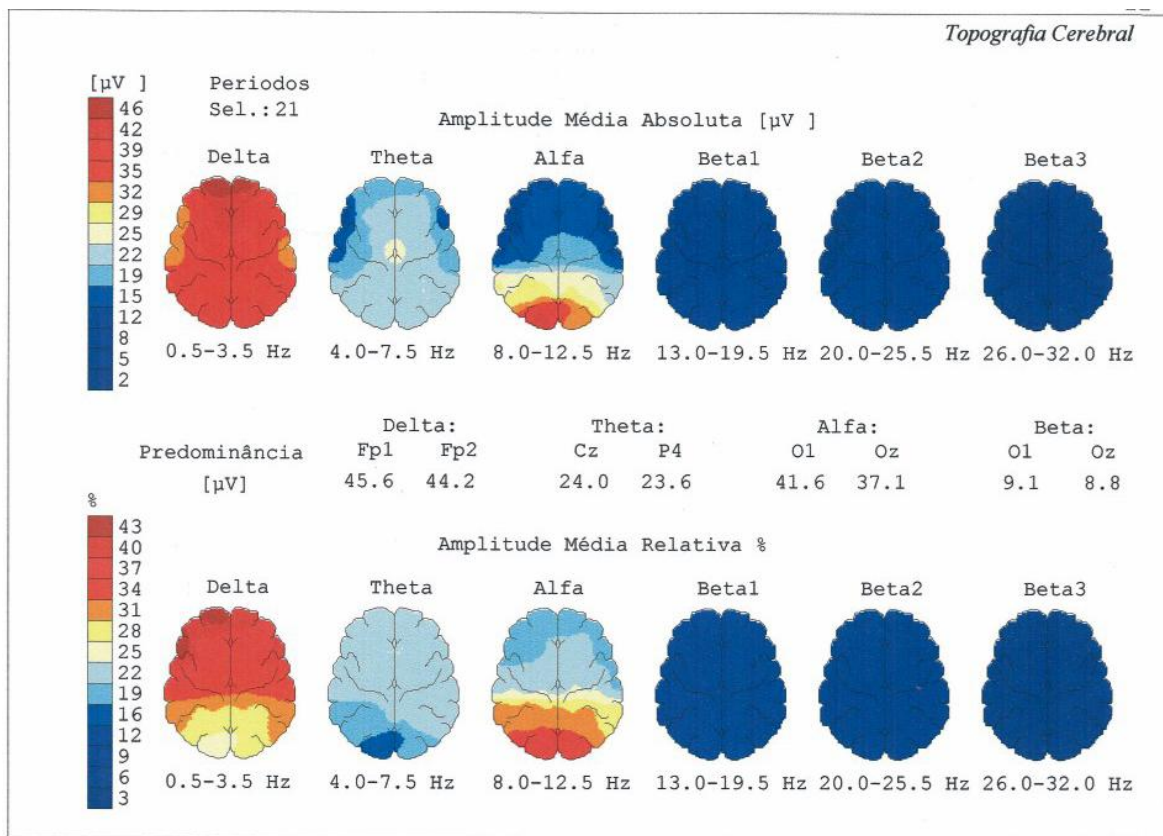 Topografia Cerebral
[µV ] Periodos
Sel.:21
Amplitude Média Absoluta [µV ]
46
42
39
35
32
29
25
22
19
15
12
8
5
2
Delta Theta Alfa Beta1 Beta2 Beta3
0.5-3.5 Hz 4.0-7.5 Hz 8.0-12.5 Hz 13.0-19.5 Hz 20.0-25.5 Hz 26.0-32.0 Hz
Delta: Theta: Alfa: Beta:
Predominância Fp1 Fp2 Cz P4 O1 Oz O1 Oz
[µV] 45.6 44.2 24.0 23.6 41.6 37.1 9.1 8.8
%
Amplitude Média Relativa %
43
40
37
34
31
28
25
22
19
16
12
9
6
3
Delta Theta Alfa Beta1 Beta2 Beta3
0.5-3.5 Hz 4.0-7.5 Hz 8.0-12.5 Hz 13.0-19.5 Hz 20.0-25.5 Hz 26.0-32.0 Hz